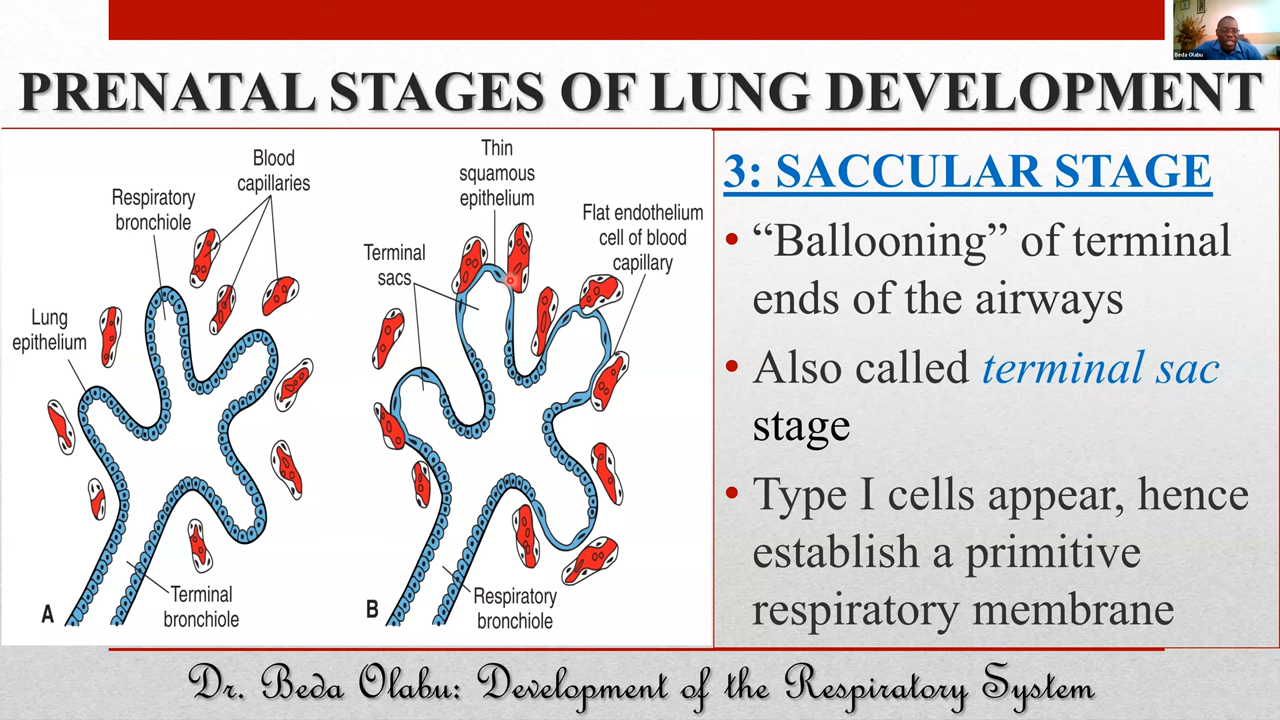 Beda Olabu
PRENATAL STAGES OF LUNG DEVELOPMENT
Blood
capillaries
Respiratory
bronchiole
Lung
epithelium
Terminal
bronchiole
A
Thin
squamous
epithelium
Flat endothelium
cell of blood
capillary
Terminal
sacs
Respiratory
bronchiole
B
3: SACCULAR STAGE
• “Ballooning” of terminal
ends of the airways
• Also called terminal sac
stage
• Type I cells appear, hence
establish a primitive
respiratory membrane
Dr. Beda Olabu: Development of the Respiratory System